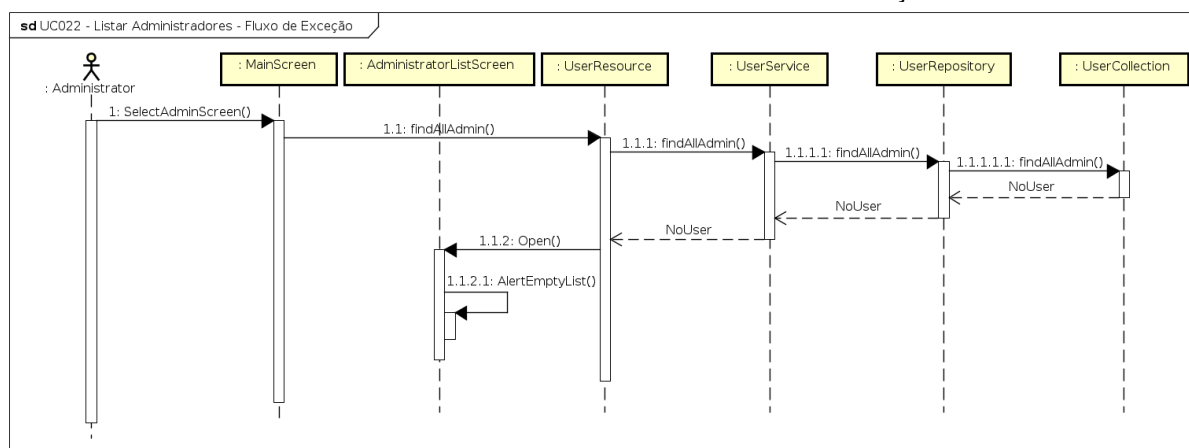 sd UC022 - Listar Administradores - Fluxo de Exceção
: Administrator
: MainScreen
: AdministratorListScreen
: UserResource
: UserService
: UserRepository
: UserCollection
1: SelectAdminScreen()
1.1: findAllAdmin()
1.1.1: findAllAdmin()
1.1.1.1: findAllAdmin()
1.1.1.1.1: findAllAdmin()
NoUser
NoUser
NoUser
1.1.2: Open()
1.1.2.1: AlertEmptyList()